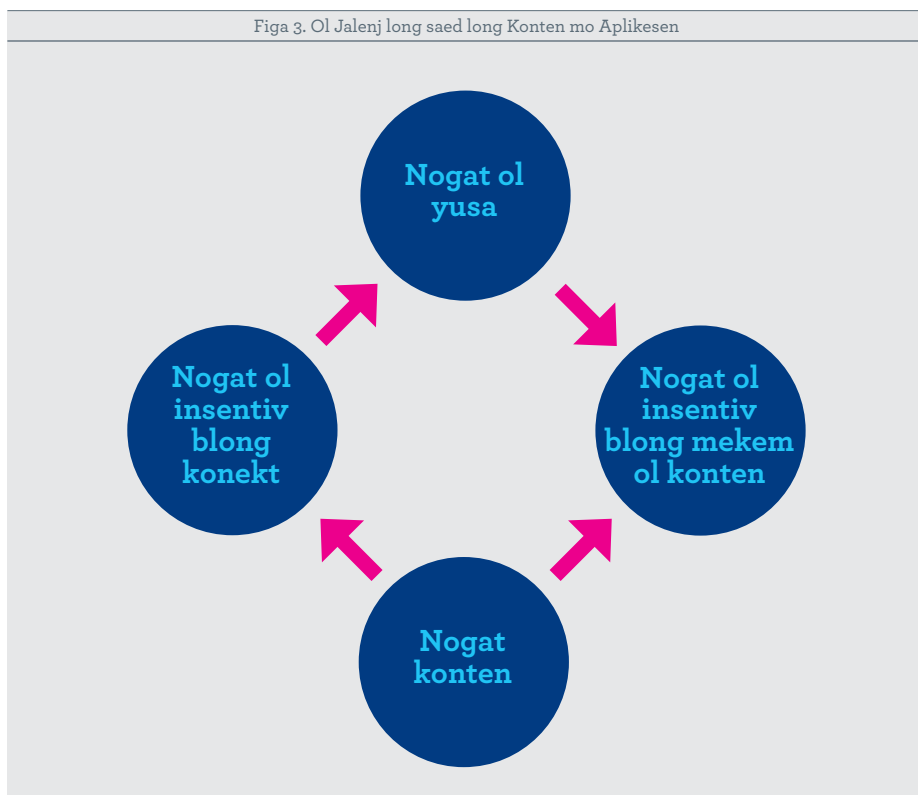 Figa 3. Ol Jalenj long saed long Konten mo Aplikesen
Nogat ol
yusa
Nogat ol
insentiv
blong
konekt
Nogat ol
insentiv
blong mekem
ol konten
Nogat
konten